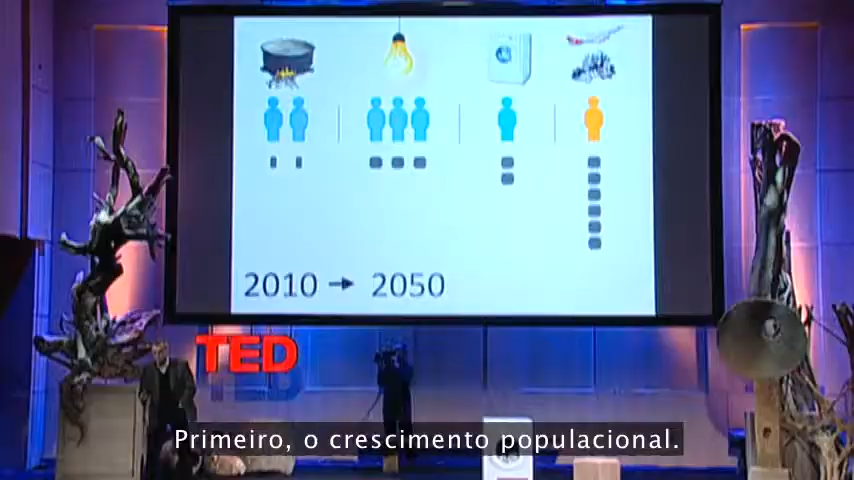 2010 → 2050
TED
Primeiro, o crescimento populacional.